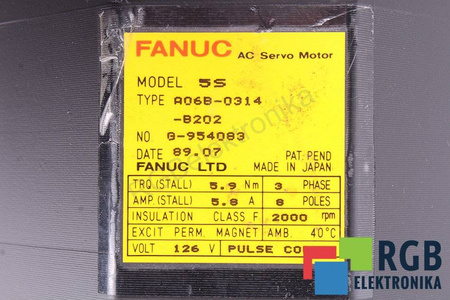 FANUC AC Servo Motor
MODEL 5S
TYPE A06B-0314
-B202
NO G-954083
DATE 89.07 PAT. PEND
FANUC LTD MADE IN JAPAN
TRQ.(STALL) 5.9 Nm 3 PHASE
AMP.(STALL) 5.8 A 8 POLES
INSULATION CLASS F 2000 rpm
EXCIT PERM. MAGNET AMB. 40°C
VOLT 126 V PULSE
RGB
ELEKTRONIKA